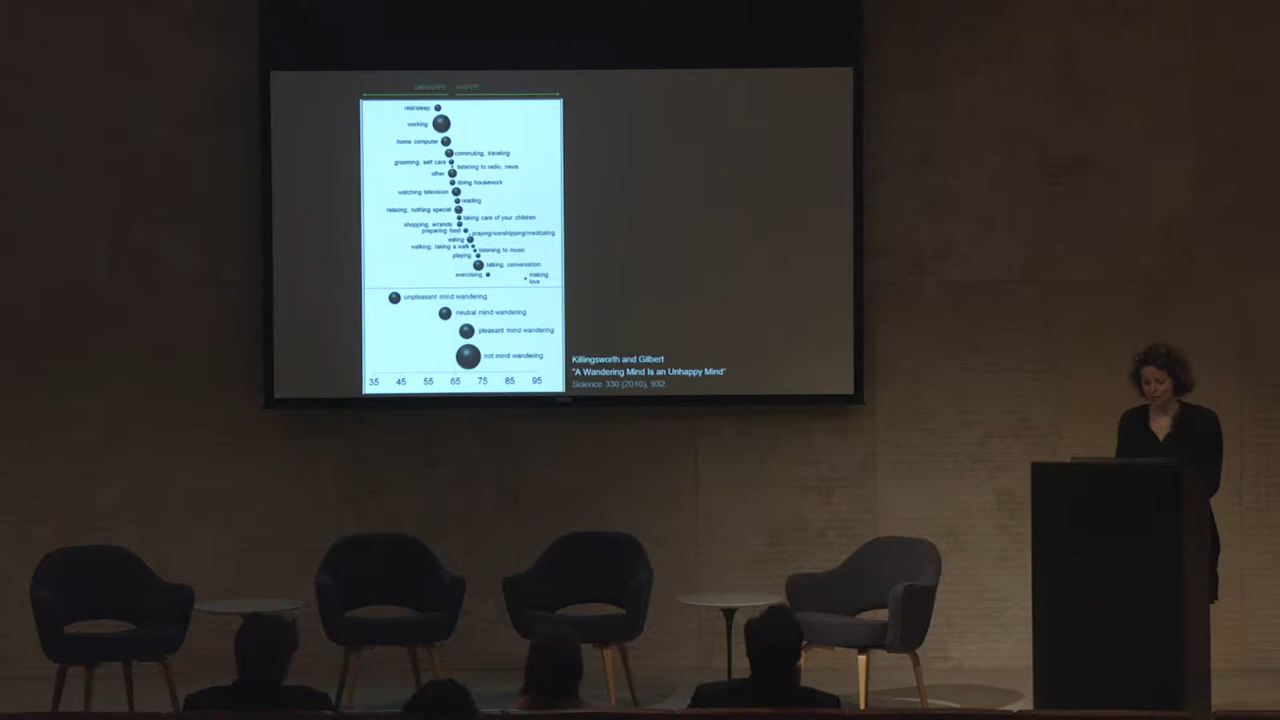 UNHAPPY HAPPY
rest/sleep
working
home computer
commuting, traveling
grooming, self care
listening to radio, news
other
doing housework
watching television
reading
relaxing, nothing special
taking care of your children
shopping, errands
preparing food
praying/worshipping/meditating
eating
walking, taking a walk
listening to music
playing
talking, conversation
exercising
making
love
unpleasant mind wandering
neutral mind wandering
pleasant mind wandering
not mind wandering
35 45 55 65 75 85 95
Killingsworth and Gilbert
"A Wandering Mind Is an Unhappy Mind"
Science 330 (2010), 932.